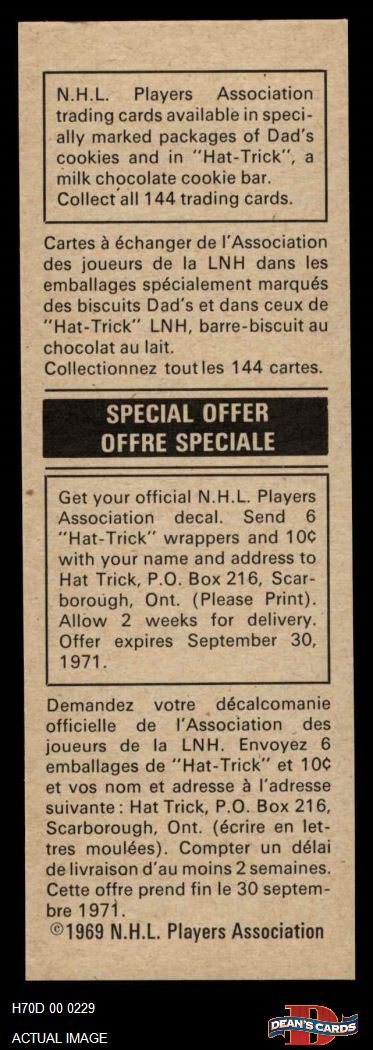 N.H.L. Players Association
trading cards available in speci-
ally marked packages of Dad's
cookies and in "Hat-Trick", a
milk chocolate cookie bar.
Collect all 144 trading cards.
Cartes à échanger de l'Association
des joueurs de la LNH dans les
emballages spécialement marqués
des biscuits Dad's et dans ceux de
"Hat-Trick" LNH, barre-biscuit au
chocolat au lait.
Collectionnez tout les 144 cartes.
SPECIAL OFFER
OFFRE SPECIALE
Get your official N.H.L. Players
Association decal. Send 6
"Hat-Trick" wrappers and 10¢
with your name and address to
Hat Trick, P.O. Box 216, Scar-
borough, Ont. (Please Print).
Allow 2 weeks for delivery.
Offer expires September 30,
1971.
Demandez votre décalcomanie
officielle de l'Association des
joueurs de la LNH. Envoyez 6
emballages de "Hat-Trick" et 10¢
et vos nom et adresse à l'adresse
suivante : Hat Trick, P.O. Box 216,
Scarborough, Ont. (écrire en let-
tres moulées). Compter un délai
de livraison d'au moins 2 semaines.
Cette offre prend fin le 30 septem-
bre 1971.
©1969 N.H.L. Players Association
H70D 00 0229
ACTUAL IMAGE
D
DEAN'S CARDS